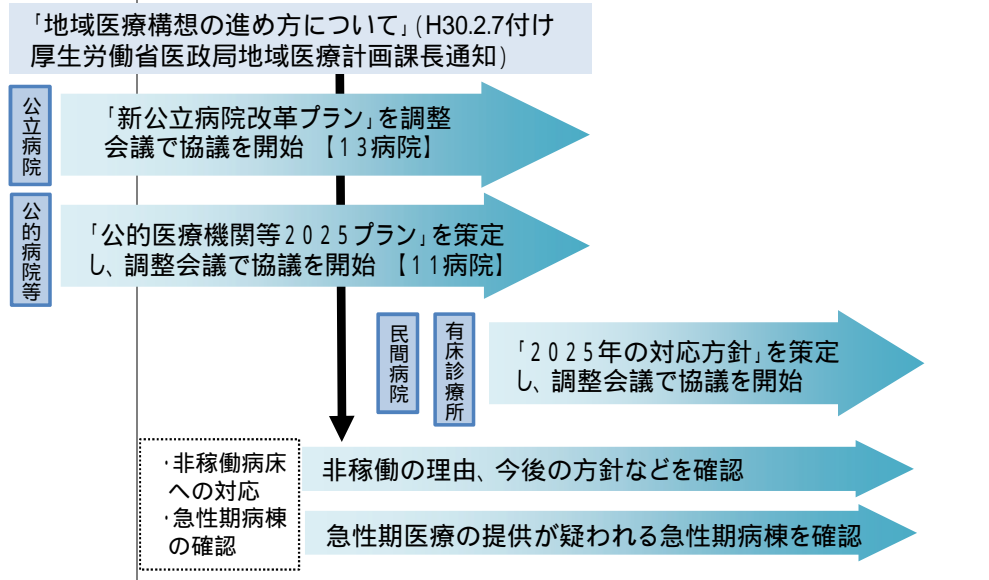 「地域医療構想の進め方について」(H30.2.7付け
厚生労働省医政局地域医療計画課長通知)
公立病院
「新公立病院改革プラン」を調整
会議で協議を開始 【13病院】
公的病院等
「公的医療機関等2025プラン」を策定
し、調整会議で協議を開始 【11病院】
民間病院
有床診療所
「2025年の対応方針」を策定
し、調整会議で協議を開始
・非稼働病床
への対応
・急性期病棟
の確認
非稼働の理由、今後の方針などを確認
急性期医療の提供が疑われる急性期病棟を確認